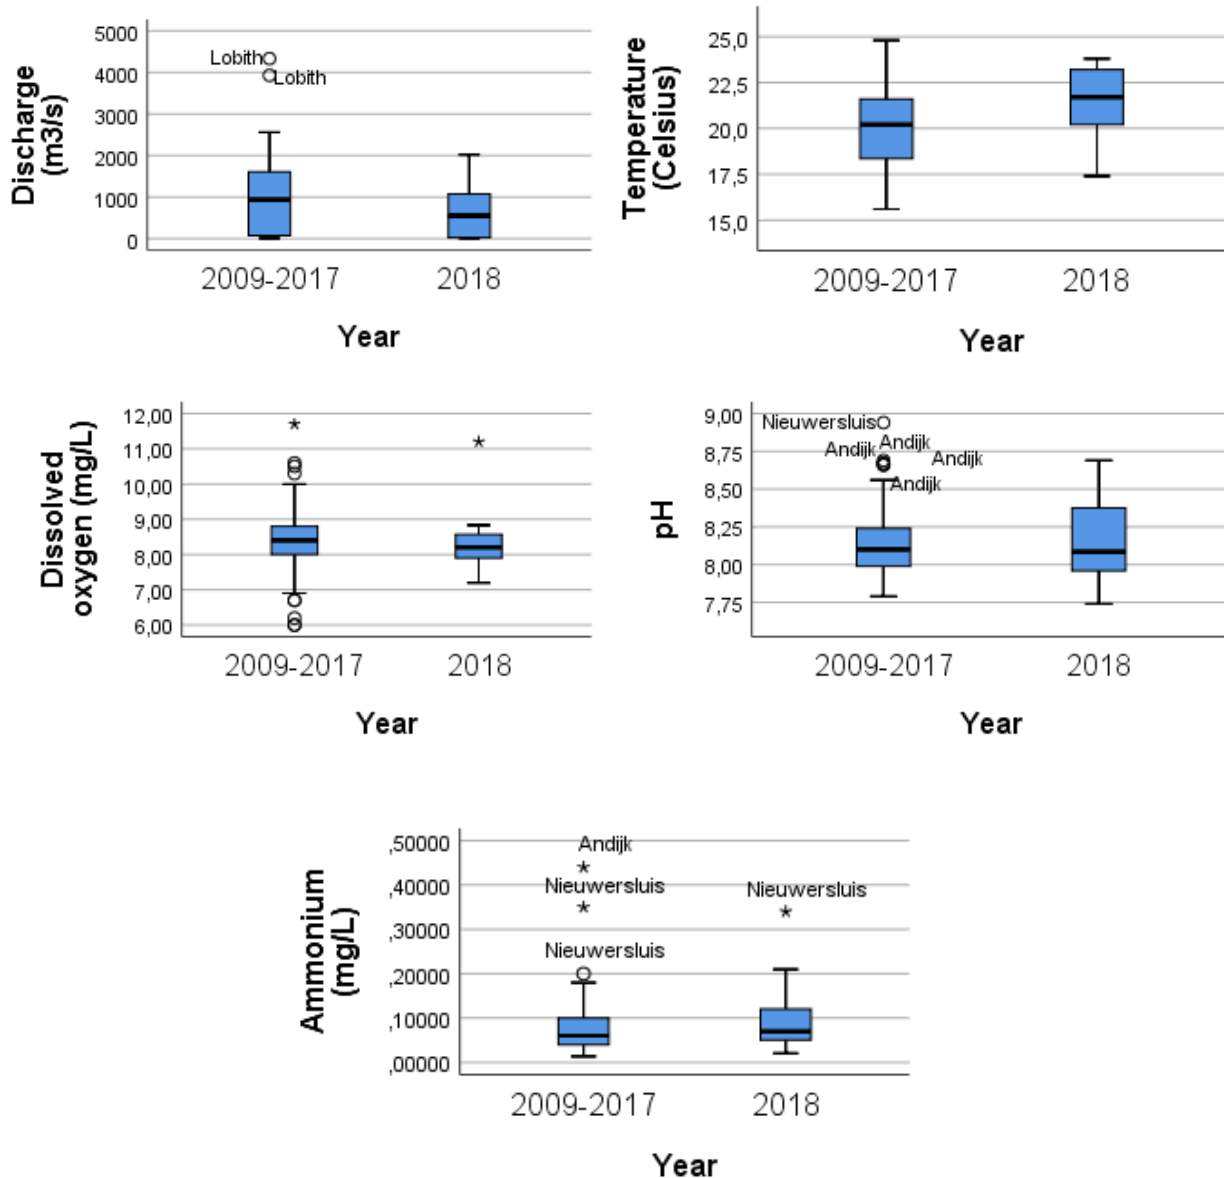 Discharge
(m3/s)
5000
4000
3000
2000
1000
0
Lobith
Lobith
2009-2017
2018
Year
Temperature
(Celsius)
25,0
22,5
20,0
17,5
15,0
2009-2017
2018
Year
Dissolved
oxygen (mg/L)
12,00
11,00
10,00
9,00
8,00
7,00
6,00
2009-2017
2018
Year
pH
9,00
8,75
8,50
8,25
8,00
7,75
Nieuwersluis
Andijk
Andijk
Andijk
Andijk
2009-2017
2018
Year
Ammonium
(mg/L)
,50000
,40000
,30000
,20000
,10000
,00000
Andijk
Nieuwersluis
Nieuwersluis
Nieuwersluis
2009-2017
2018
Year